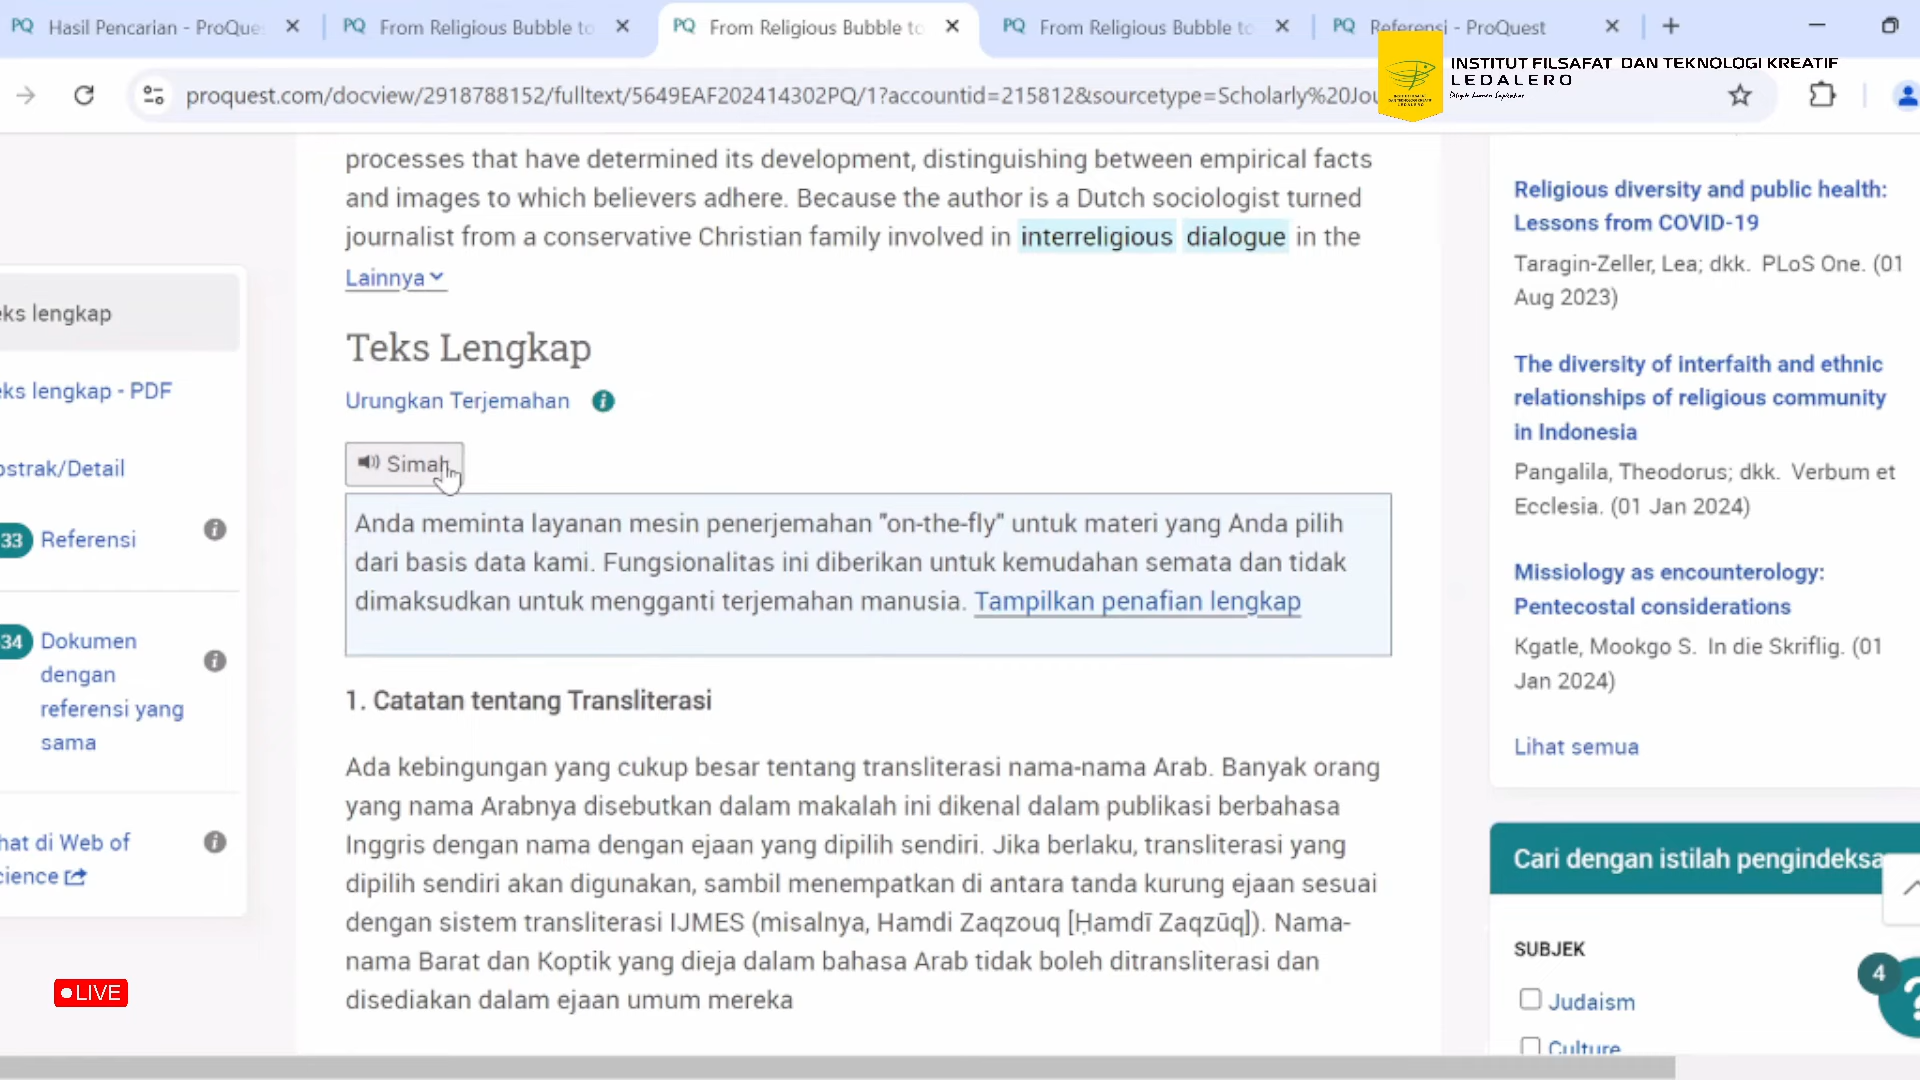 Hasil Pencarian - ProQue
From Religious Bubble to
From Religious Bubble to
From Religious Bubble to
Referensi - ProQuest
proquest.com/docview/2918788152/fulltext/5649EAF202414302PQ/1?accountid=215812&sourcetype=Scholarly%20Jou
INSTITUT FILSAFAT DAN TEKNOLOGI KREATIF
LEDALERO
processes that have determined its development, distinguishing between empirical facts
and images to which believers adhere. Because the author is a Dutch sociologist turned
journalist from a conservative Christian family involved in interreligious dialogue in the
Lainnya
Teks Lengkap
Urungkan Terjemahan
Simah
Anda meminta layanan mesin penerjemahan "on-the-fly" untuk materi yang Anda pilih
dari basis data kami. Fungsionalitas ini diberikan untuk kemudahan semata dan tidak
dimaksudkan untuk mengganti terjemahan manusia. Tampilkan penafian lengkap
1. Catatan tentang Transliterasi
Ada kebingungan yang cukup besar tentang transliterasi nama-nama Arab. Banyak orang
yang nama Arabnya disebutkan dalam makalah ini dikenal dalam publikasi berbahasa
Inggris dengan nama dengan ejaan yang dipilih sendiri. Jika berlaku, transliterasi yang
dipilih sendiri akan digunakan, sambil menempatkan di antara tanda kurung ejaan sesuai
dengan sistem transliterasi IJMES (misalnya, Hamdi Zaqzouq [Ḥamdī Zaqzūq]). Nama-
nama Barat dan Koptik yang dieja dalam bahasa Arab tidak boleh ditransliterasi dan
disediakan dalam ejaan umum mereka
eks lengkap
eks lengkap - PDF
ostrak/Detail
33 Referensi
34 Dokumen
dengan
referensi yang
sama
hat di Web of
cience
LIVE
Religious diversity and public health:
Lessons from COVID-19
Taragin-Zeller, Lea; dkk. PLoS One. (01
Aug 2023)
The diversity of interfaith and ethnic
relationships of religious community
in Indonesia
Pangalila, Theodorus; dkk. Verbum et
Ecclesia. (01 Jan 2024)
Missiology as encounterology:
Pentecostal considerations
Kgatle, Mookgo S. In die Skriflig. (01
Jan 2024)
Lihat semua
Cari dengan istilah pengindeksa
SUBJEK
Judaism
Culture
4